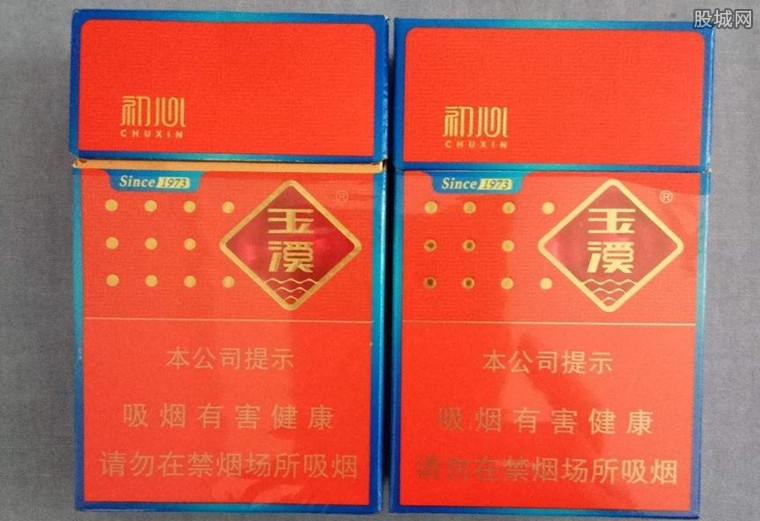 股城网
初心
CHUXIN
Since 1973
玉溪
®
本公司提示
吸烟有害健康
请勿在禁烟场所吸烟
初心
CHUXIN
Since 1973
玉溪
®
本公司提示
吸烟有害健康
请勿在禁烟场所吸烟